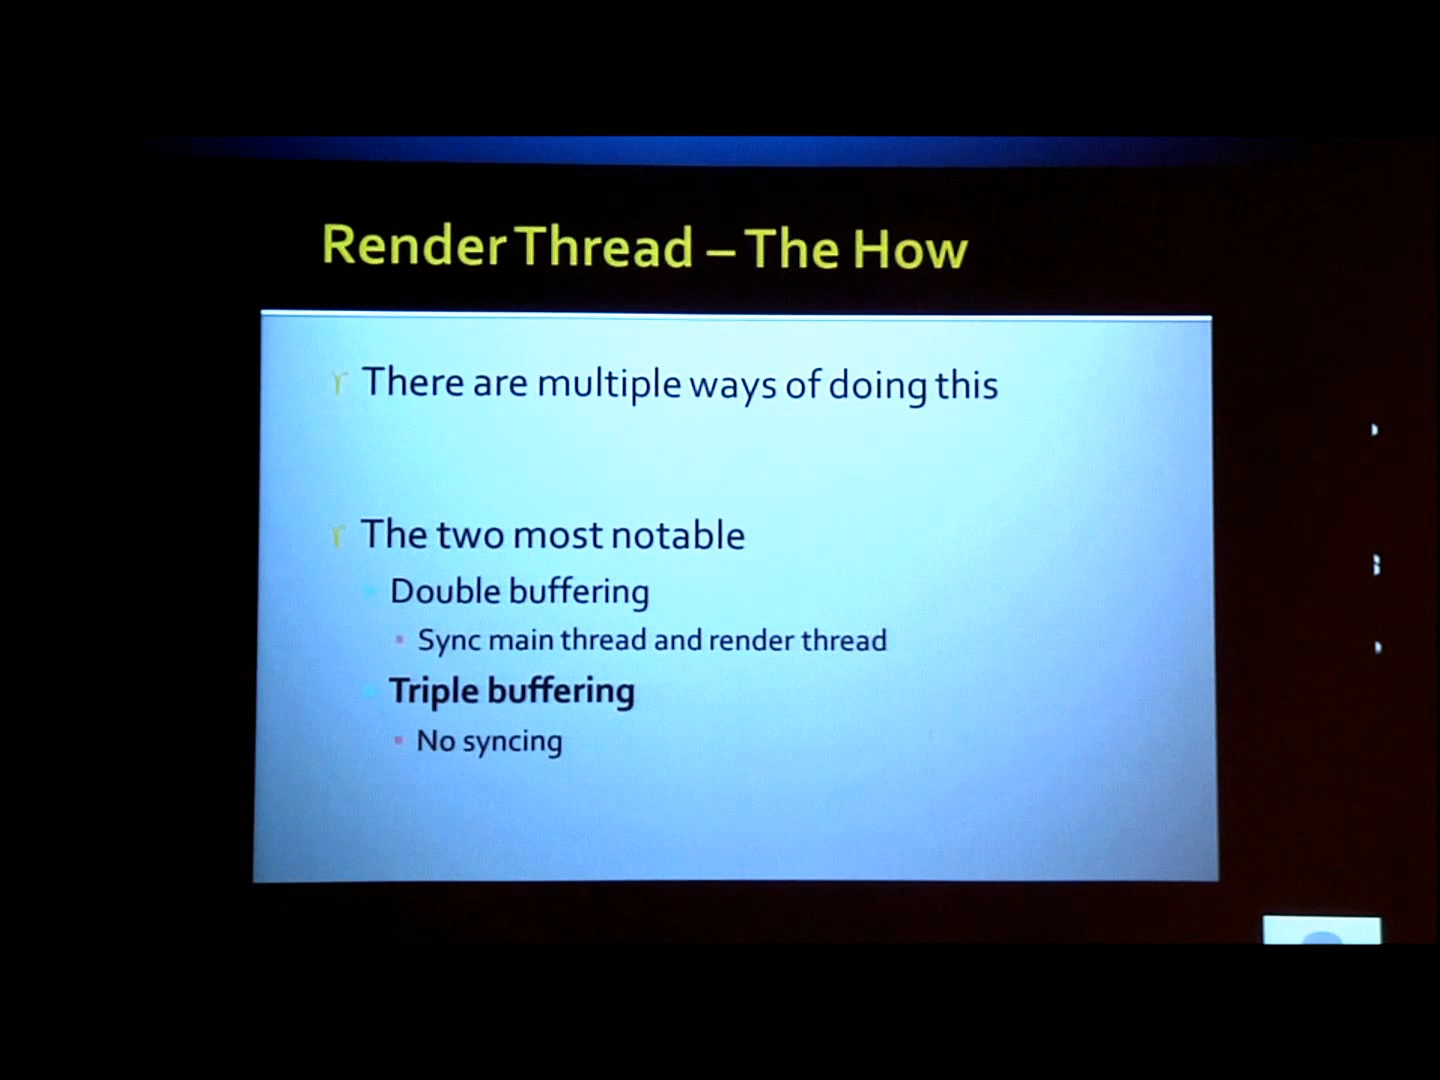 Render Thread – The How
There are multiple ways of doing this
The two most notable
Double buffering
Sync main thread and render thread
Triple buffering
No syncing